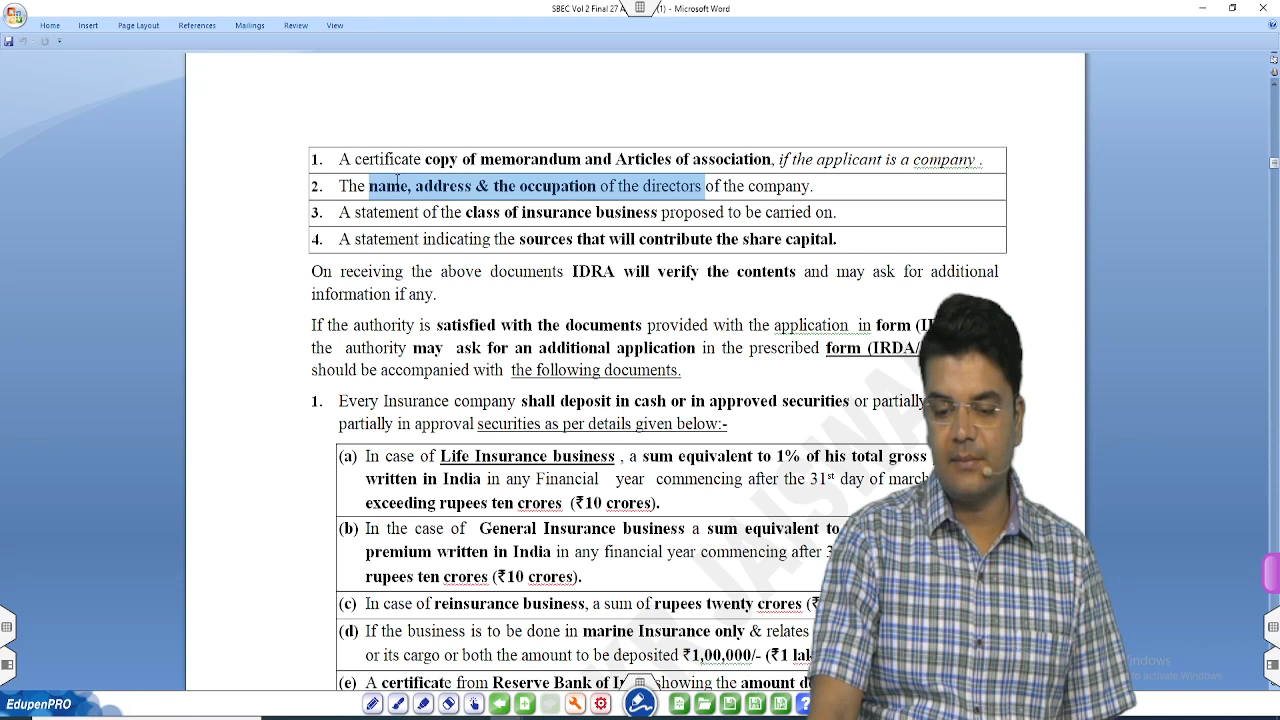 SBEC Vol 2 Final 27 A (1) - Microsoft Word
Home Insert Page Layout References Mailings Review View
1. A certificate copy of memorandum and Articles of association, if the applicant is a company .
2. The name, address & the occupation of the directors of the company.
3. A statement of the class of insurance business proposed to be carried on.
4. A statement indicating the sources that will contribute the share capital.
On receiving the above documents IDRA will verify the contents and may ask for additional
information if any.
If the authority is satisfied with the documents provided with the application in form
the authority may ask for an additional application in the prescribed form (IRDA/
should be accompanied with the following documents.
1. Every Insurance company shall deposit in cash or in approved securities or partially
partially in approval securities as per details given below:-
(a) In case of Life Insurance business , a sum equivalent to 1% of his total gross
written in India in any Financial year commencing after the 31st day of march
exceeding rupees ten crores (₹10 crores).
(b) In the case of General Insurance business a sum equivalent to
premium written in India in any financial year commencing after
rupees ten crores (₹10 crores).
(c) In case of reinsurance business, a sum of rupees twenty crores (₹
(d) If the business is to be done in marine Insurance only & relates
or its cargo or both the amount to be deposited ₹1,00,000/- (₹1
(e) A certificate from Reserve Bank of showing the amount
JAISWA
EdupenPRO